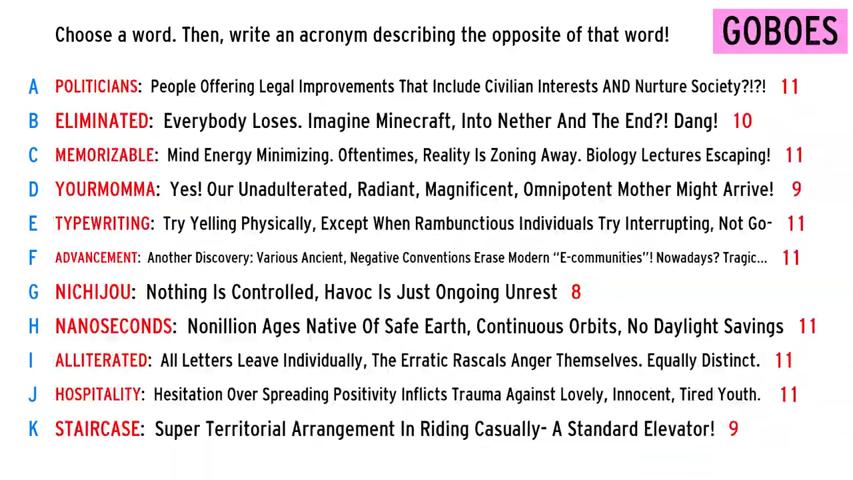 Choose a word. Then, write an acronym describing the opposite of that word! GOBOES
A POLITICIANS: People Offering Legal Improvements That Include Civilian Interests AND Nurture Society?!?! 11
B ELIMINATED: Everybody Loses. Imagine Minecraft, Into Nether And The End?! Dang! 10
C MEMORIZABLE: Mind Energy Minimizing. Oftentimes, Reality Is Zoning Away. Biology Lectures Escaping! 11
D YOURMOMMA: Yes! Our Unadulterated, Radiant, Magnificent, Omnipotent Mother Might Arrive! 9
E TYPEWRITING: Try Yelling Physically, Except When Rambunctious Individuals Try Interrupting, Not Go- 11
F ADVANCEMENT: Another Discovery: Various Ancient, Negative Conventions Erase Modern "E-communities"! Nowadays? Tragic... 11
G NICHIJOU: Nothing Is Controlled, Havoc Is Just Ongoing Unrest 8
H NANOSECONDS: Nonillion Ages Native Of Safe Earth, Continuous Orbits, No Daylight Savings 11
I ALLITERATED: All Letters Leave Individually, The Erratic Rascals Anger Themselves. Equally Distinct. 11
J HOSPITALITY: Hesitation Over Spreading Positivity Inflicts Trauma Against Lovely, Innocent, Tired Youth. 11
K STAIRCASE: Super Territorial Arrangement In Riding Casually- A Standard Elevator! 9